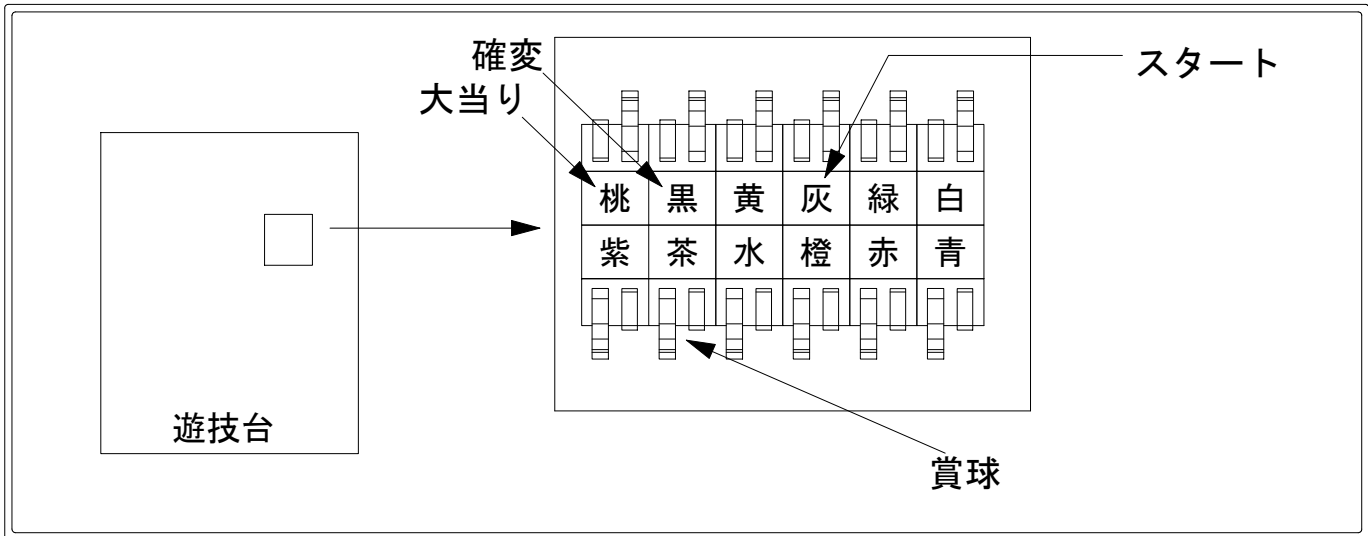 確変
大当り
スタート
桃 黒 黄 灰 緑 白
紫 茶 水 橙 赤 青
遊技台
賞球